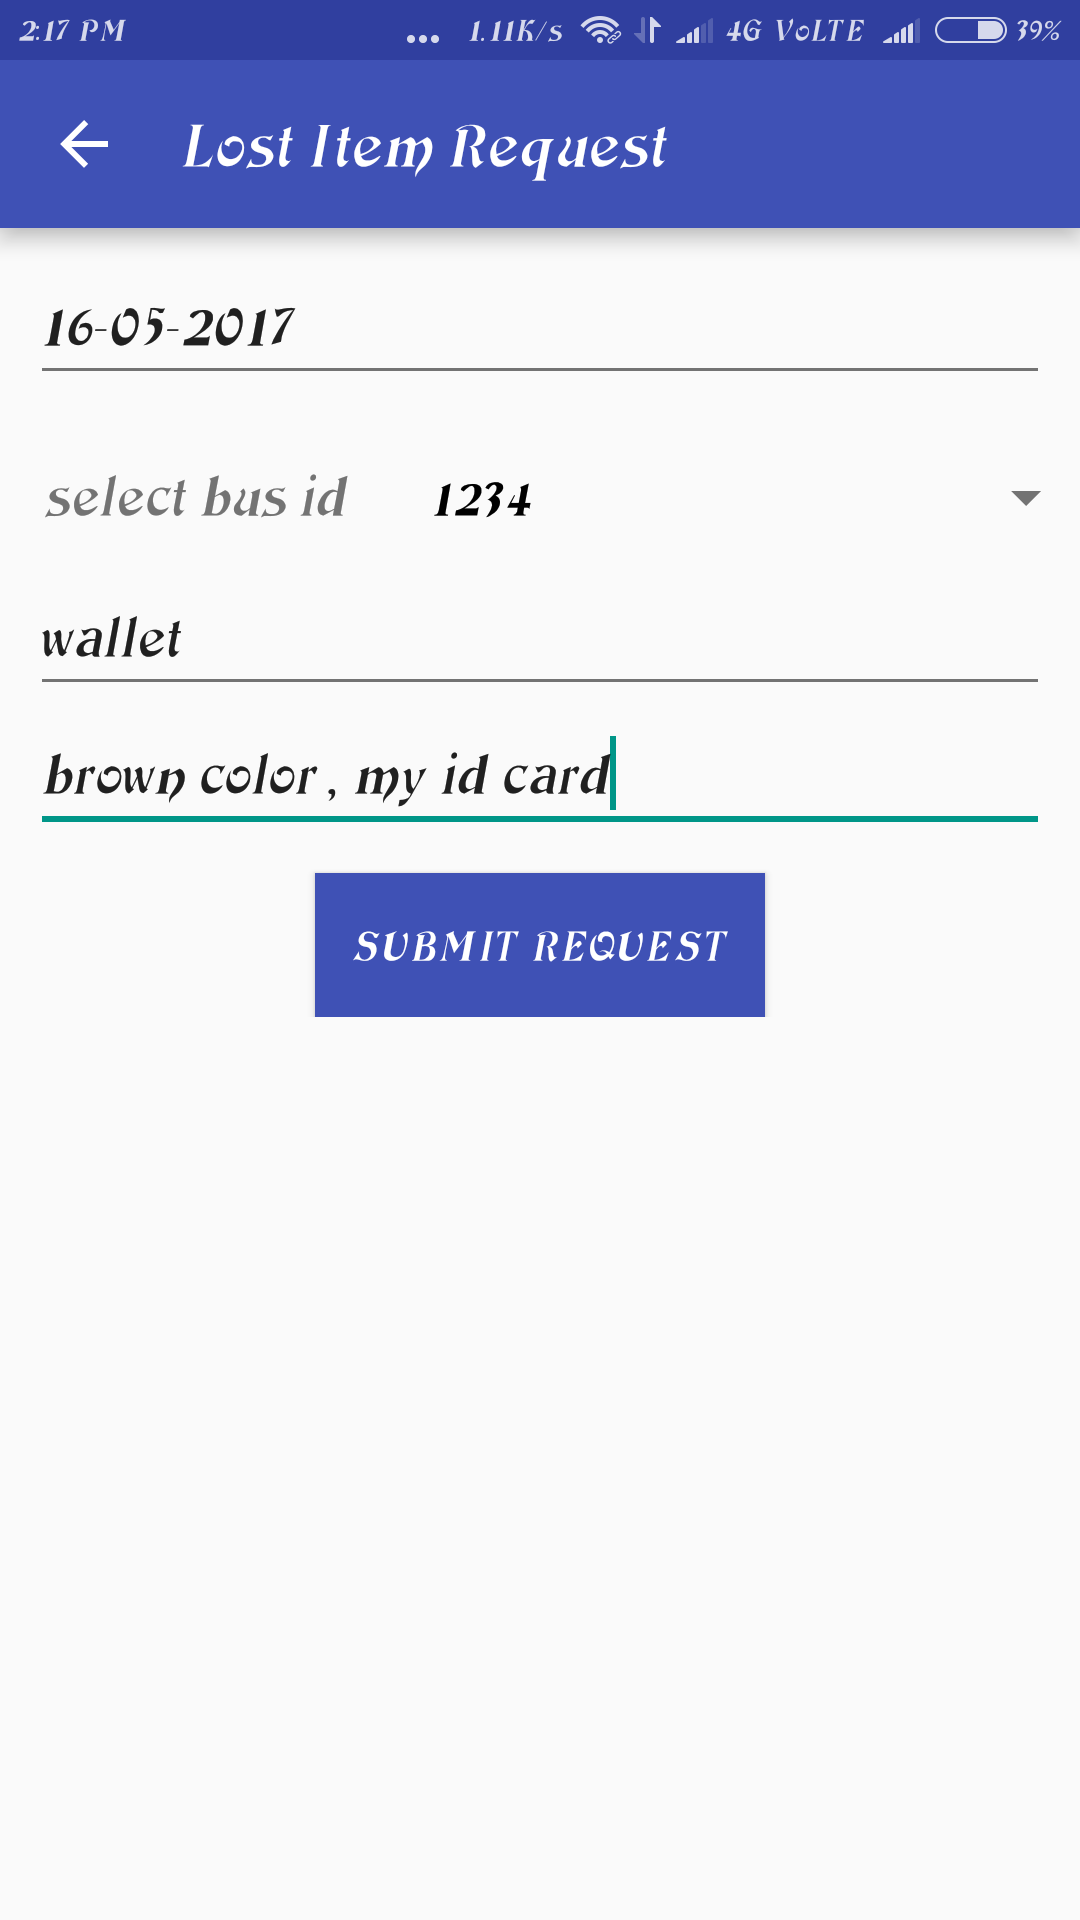 2:17 PM ... 1.11K/s 4G VoLTE 39%
Lost Item Request
16-05-2017
select bus id 1234
wallet
brown color , my id card
SUBMIT REQUEST